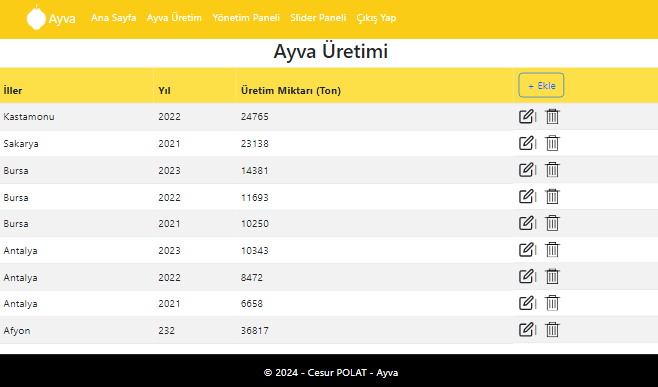 Ayva Ana Sayfa Ayva Üretim Yönetim Paneli Slider Paneli Çıkış Yap
Ayva Üretimi
İller Yıl Üretim Miktarı (Ton) + Ekle
Kastamonu 2022 24765
Sakarya 2021 23138
Bursa 2023 14381
Bursa 2022 11693
Bursa 2021 10250
Antalya 2023 10343
Antalya 2022 8472
Antalya 2021 6658
Afyon 232 36817
© 2024 - Cesur POLAT - Ayva